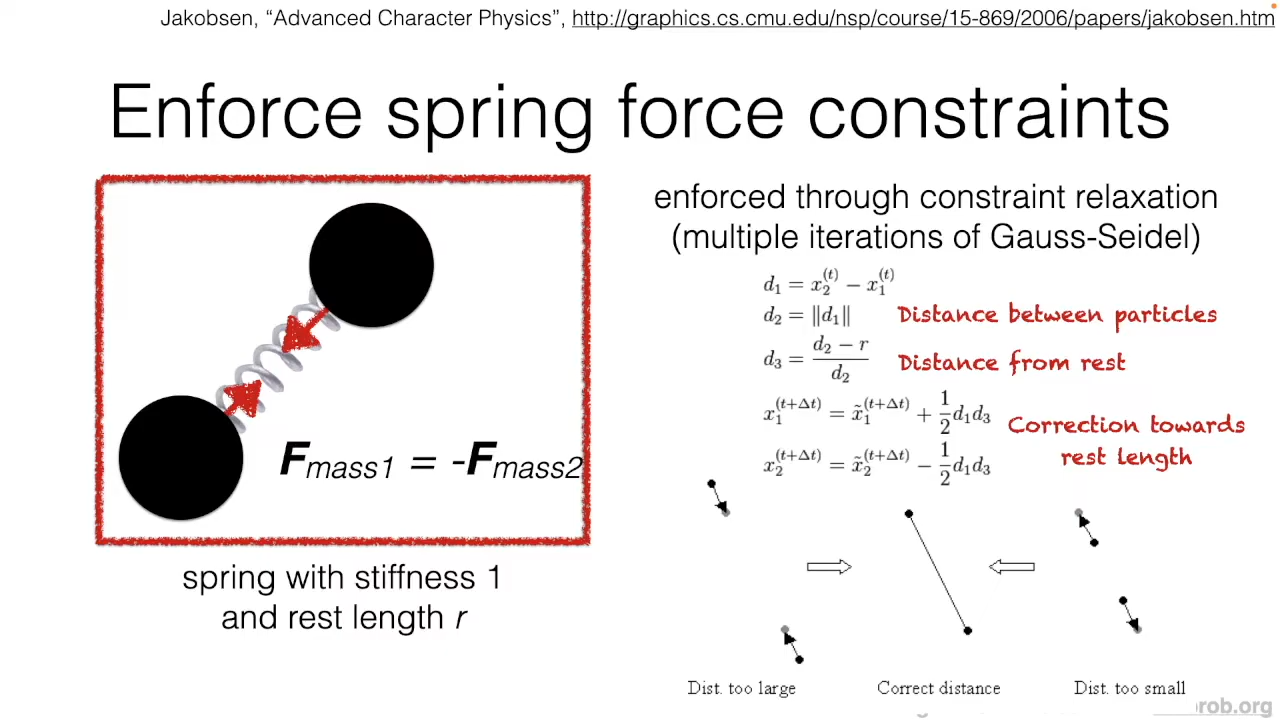 Jakobsen, “Advanced Character Physics”, http://graphics.cs.cmu.edu/nsp/course/15-869/2006/papers/jakobsen.htm
Enforce spring force constraints
F_mass1 = -F_mass2
spring with stiffness 1
and rest length r
enforced through constraint relaxation
(multiple iterations of Gauss-Seidel)
d₁ = x₂^(t) − x₁^(t)
d₂ = ‖d₁‖ Distance between particles
d₃ = (d₂ − r)/d₂ Distance from rest
x₁^(t+Δt) = x̃₁^(t+Δt) + 1/2 d₁d₃
x₂^(t+Δt) = x̃₂^(t+Δt) − 1/2 d₁d₃
Correction towards
rest length
Dist. too large Correct distance Dist. too small
rob.org